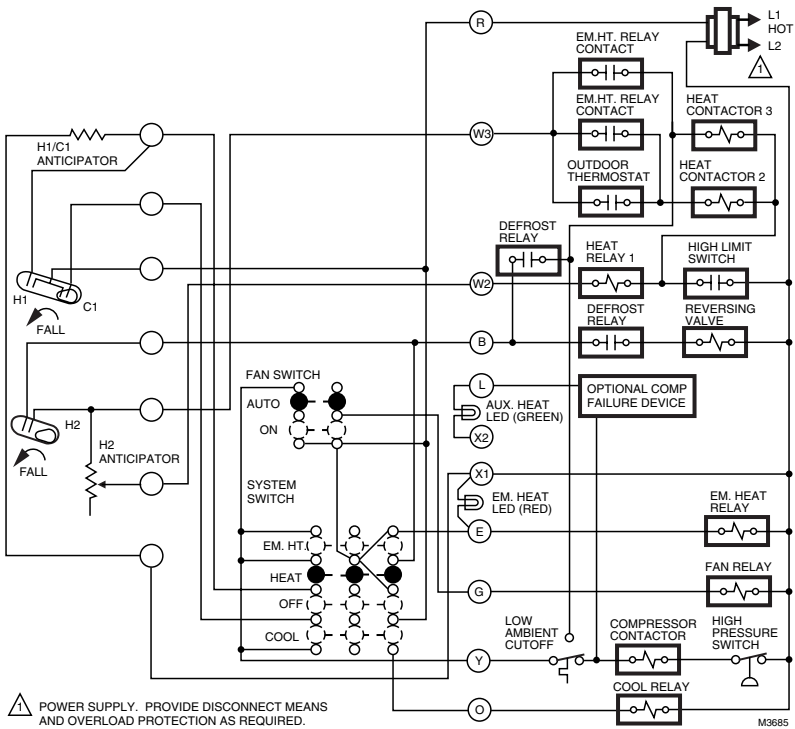 R
L1
HOT
L2
1
EM.HT. RELAY
CONTACT
EM.HT. RELAY
CONTACT
HEAT
CONTACTOR 3
W3
H1/C1
ANTICIPATOR
OUTDOOR
THERMOSTAT
HEAT
CONTACTOR 2
DEFROST
RELAY
HEAT
RELAY 1
HIGH LIMIT
SWITCH
W2
H1
C1
FALL
DEFROST
RELAY
REVERSING
VALVE
B
FAN SWITCH
AUTO
ON
L
OPTIONAL COMP
FAILURE DEVICE
AUX. HEAT
LED (GREEN)
X2
H2
FALL
H2
ANTICIPATOR
SYSTEM
SWITCH
X1
EM. HEAT
LED (RED)
EM. HEAT
RELAY
E
EM. HT.
HEAT
OFF
COOL
G
FAN RELAY
LOW
AMBIENT
CUTOFF
COMPRESSOR
CONTACTOR
HIGH
PRESSURE
SWITCH
Y
COOL RELAY
O
1 POWER SUPPLY. PROVIDE DISCONNECT MEANS
AND OVERLOAD PROTECTION AS REQUIRED.
M3685